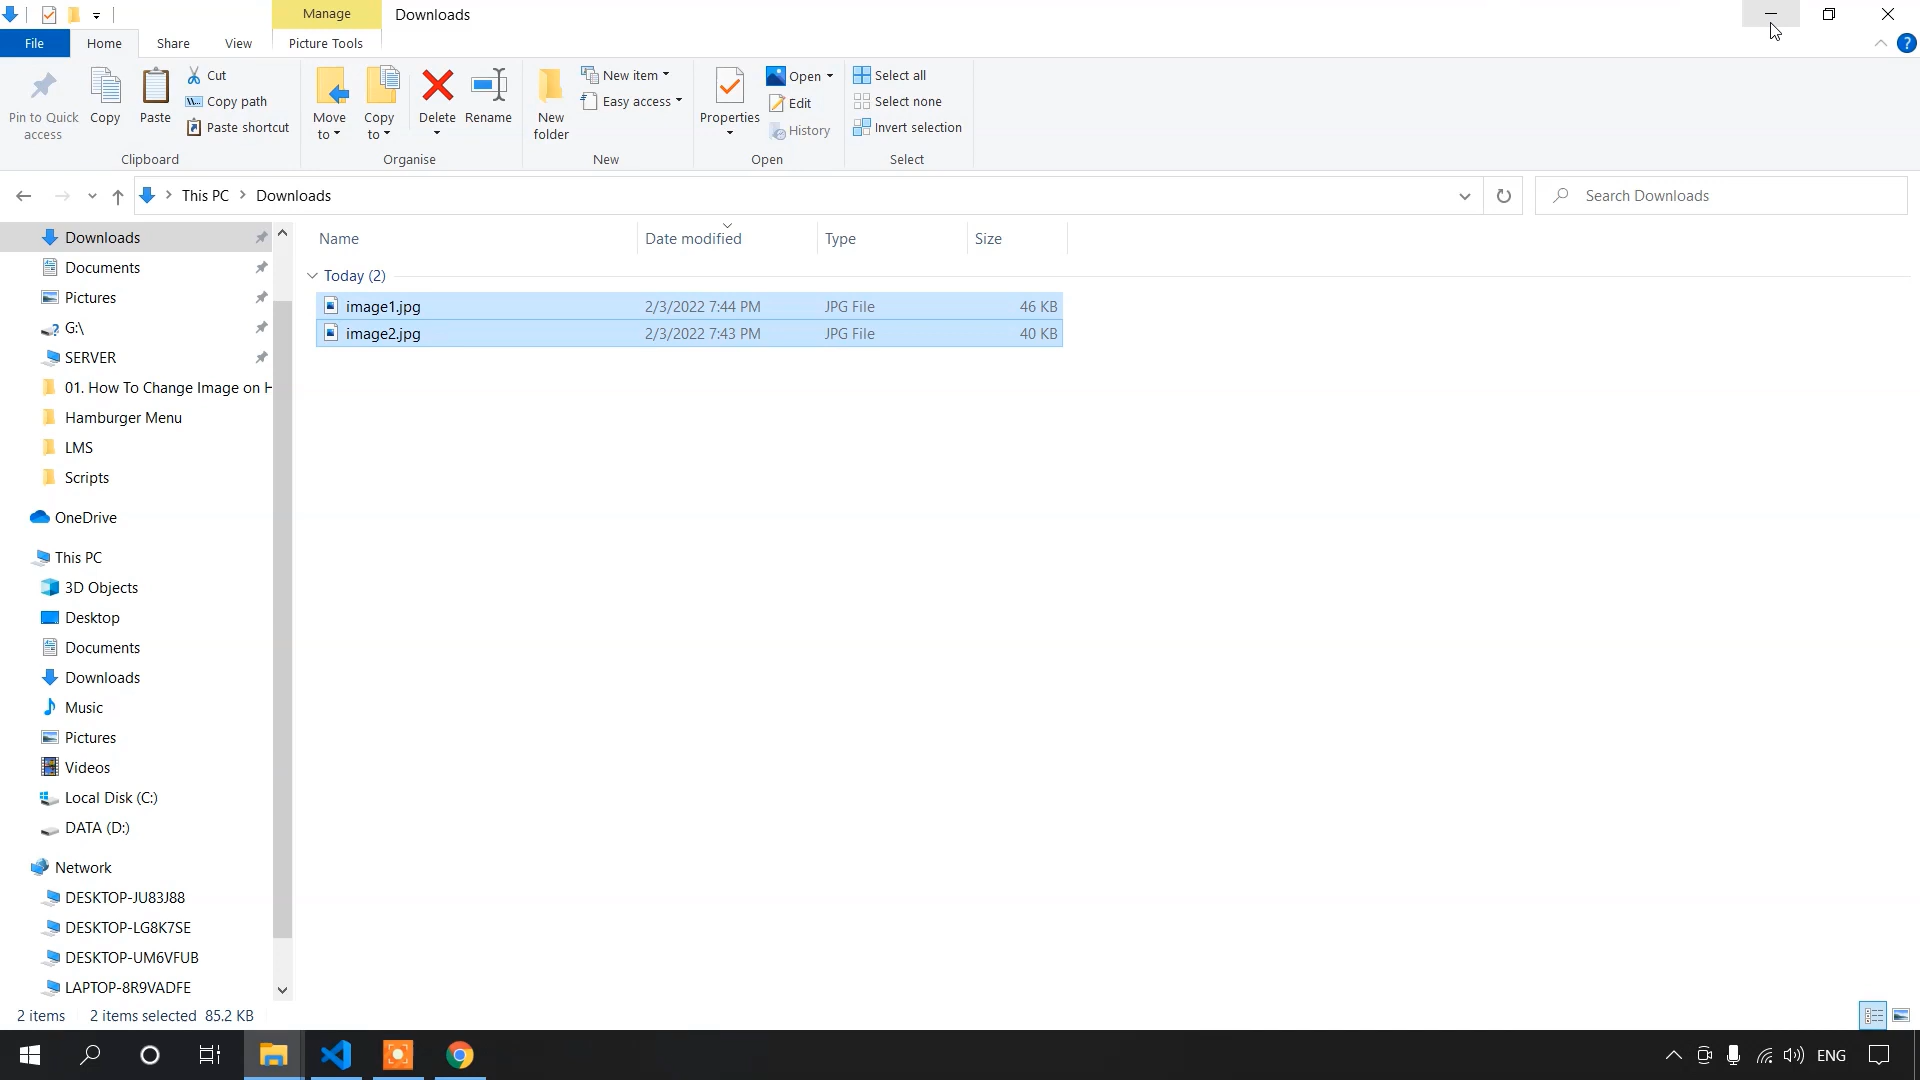 Manage
Downloads
File
Home
Share
View
Picture Tools
Pin to Quick access
Copy
Paste
Cut
Copy path
Paste shortcut
Clipboard
Move to
Copy to
Delete
Rename
Organise
New folder
New item
Easy access
New
Properties
Open
Edit
History
Open
Select all
Select none
Invert selection
Select
This PC
Downloads
Search Downloads
Name
Date modified
Type
Size
Today (2)
image1.jpg 2/3/2022 7:44 PM JPG File 46 KB
image2.jpg 2/3/2022 7:43 PM JPG File 40 KB
Downloads
Documents
Pictures
G:\
SERVER
01. How To Change Image on H
Hamburger Menu
LMS
Scripts
OneDrive
This PC
3D Objects
Desktop
Documents
Downloads
Music
Pictures
Videos
Local Disk (C:)
DATA (D:)
Network
DESKTOP-JU83J88
DESKTOP-LG8K7SE
DESKTOP-UM6VFUB
LAPTOP-8R9VADFE
2 items 2 items selected 85.2 KB
ENG